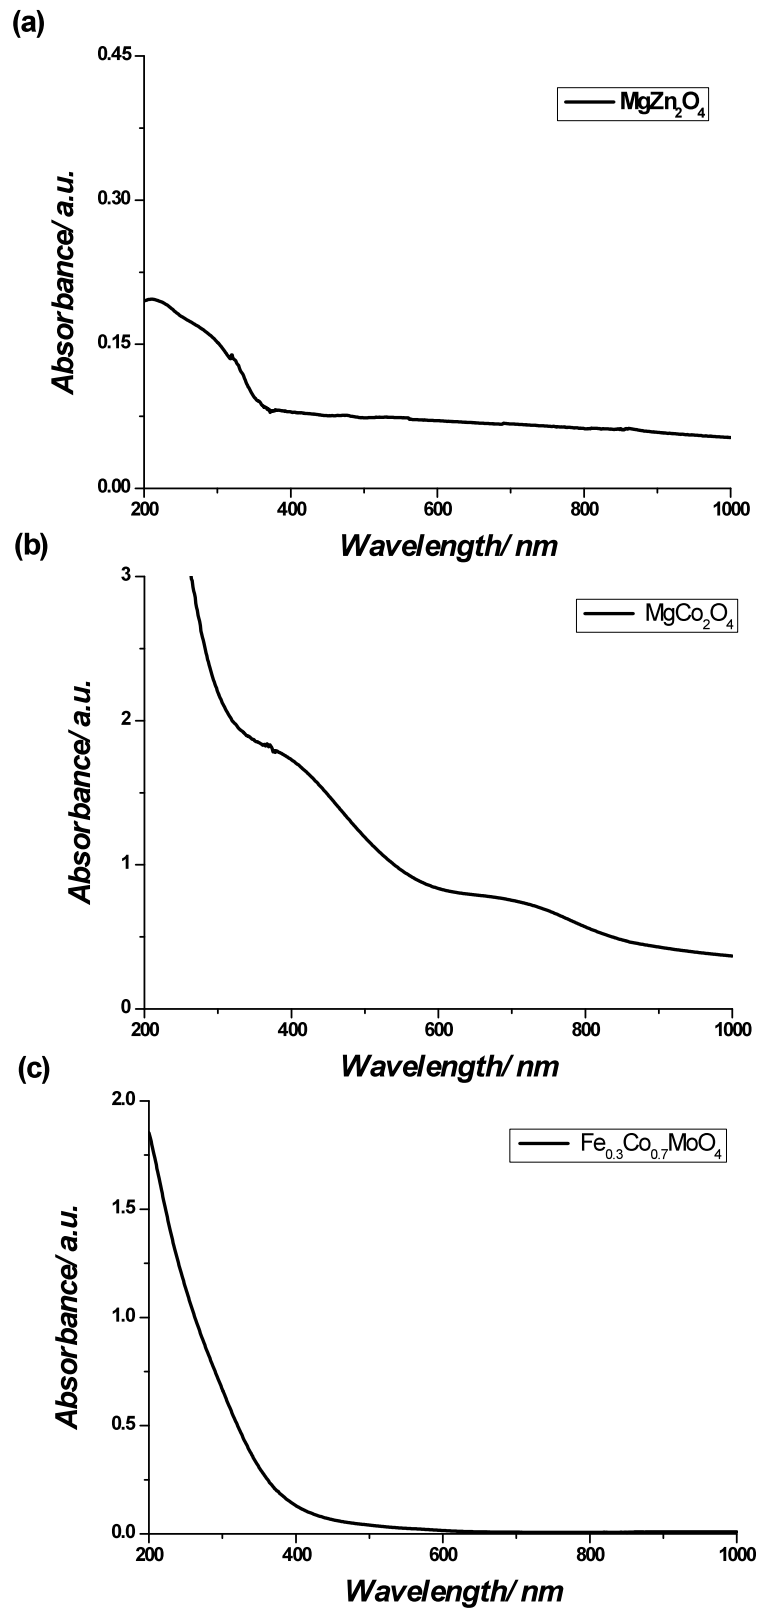 (a)
0.45
MgZn₂O₄
0.30
Absorbance/ a.u.
0.15
0.00
200 400 600 800 1000
Wavelength/ nm
(b)
3
MgCo₂O₄
2
Absorbance/ a.u.
1
0
200 400 600 800 1000
Wavelength/ nm
(c)
2.0
Fe₀.₃Co₀.₇MoO₄
1.5
Absorbance/ a.u.
1.0
0.5
0.0
200 400 600 800 1000
Wavelength/ nm